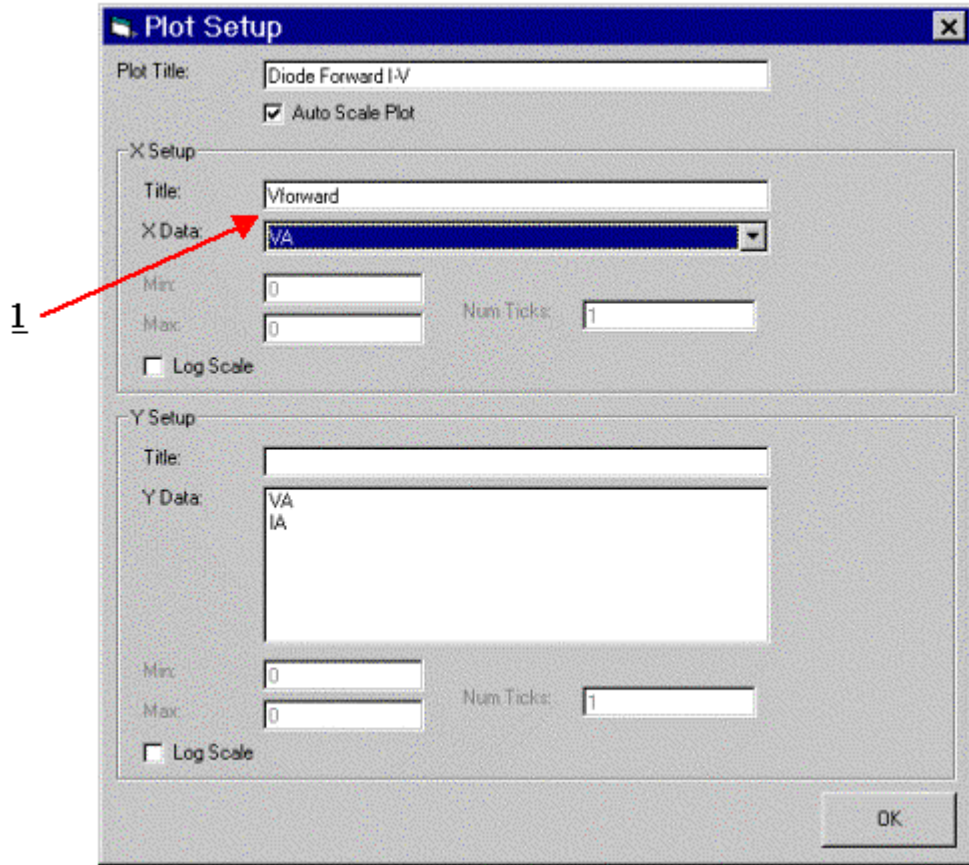 Plot Setup
Plot Title: Diode Forward I-V
Auto Scale Plot
X Setup
Title: Vforward
X Data: VA
1
Min: 0
Num Ticks: 1
Max: 0
Log Scale
Y Setup
Title:
Y Data: VA
IA
Min: 0
Num Ticks: 1
Max: 0
Log Scale
OK